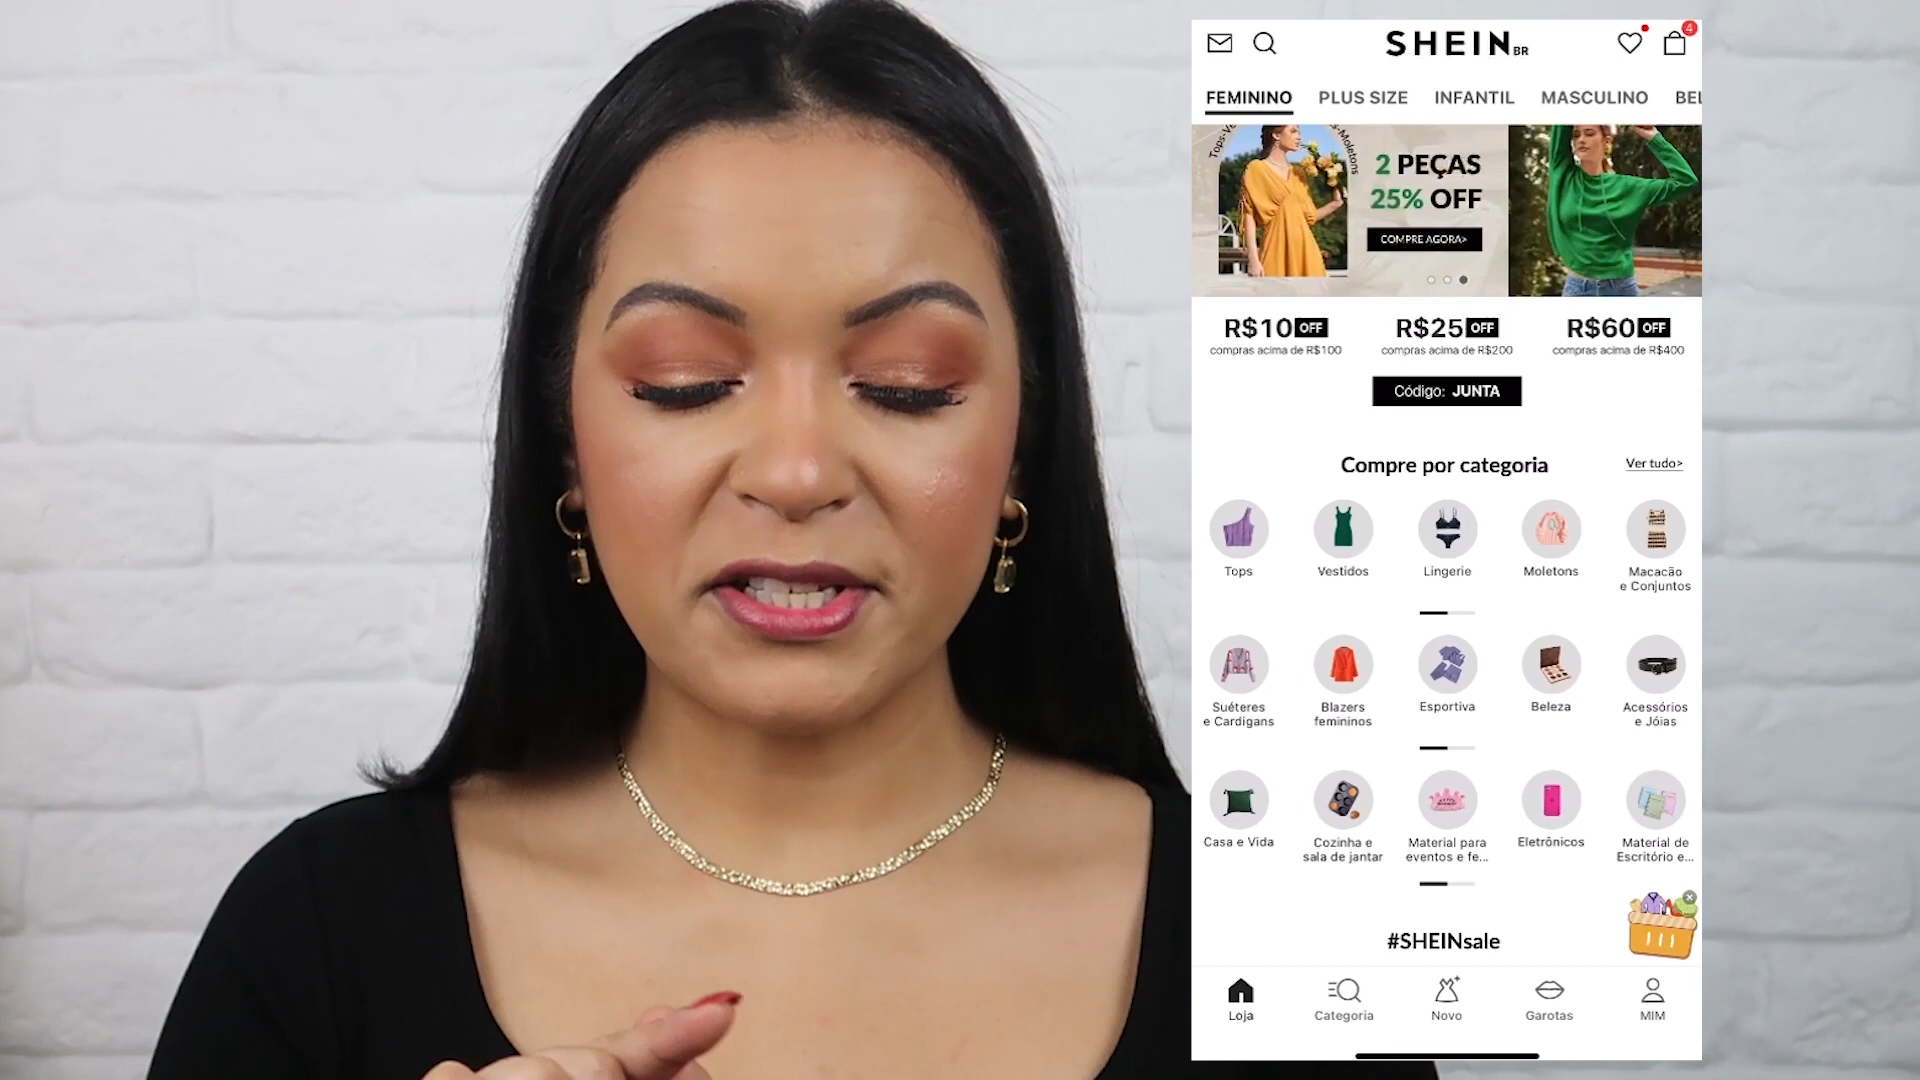 SHEIN BR
4
FEMININO PLUS SIZE INFANTIL MASCULINO BEL
-Moletons
2 PEÇAS
25% OFF
COMPRE AGORA>
R$10 OFF R$25 OFF R$60 OFF
compras acima de R$100 compras acima de R$200 compras acima de R$400
Código: JUNTA
Compre por categoria Ver tudo>
Tops Vestidos Lingerie Moletons Macacão
e Conjuntos
Suéteres Blazers Esportiva Beleza Acessórios
e Cardigans femininos e Jóias
Casa e Vida Cozinha e Material para Eletrônicos Material de
sala de jantar eventos e fe... Escritório e...
#SHEINsale
Loja Categoria Novo Garotas MIM